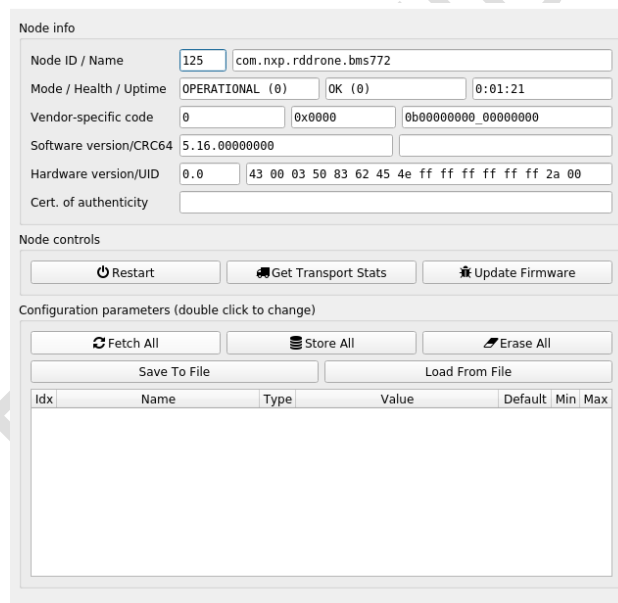 Node info
Node ID / Name 125 com.nxp.rddrone.bms772
Mode / Health / Uptime OPERATIONAL (0) OK (0) 0:01:21
Vendor-specific code 0 0x0000 0b00000000_00000000
Software version/CRC64 5.16.00000000
Hardware version/UID 0.0 43 00 03 50 83 62 45 4e ff ff ff ff ff ff 2a 00
Cert. of authenticity
Node controls
Restart Get Transport Stats Update Firmware
Configuration parameters (double click to change)
Fetch All Store All Erase All
Save To File Load From File
Idx Name Type Value Default Min Max